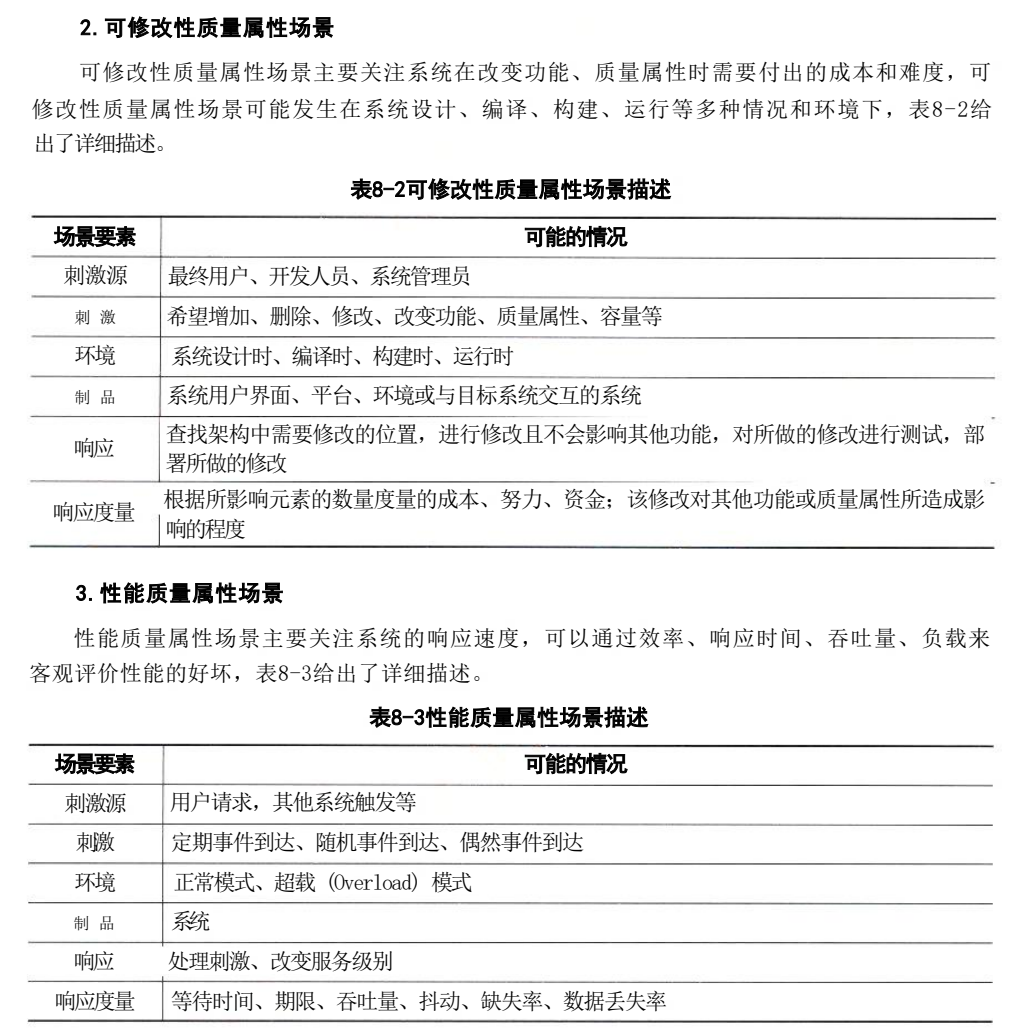 2. 可修改性质量属性场景
可修改性质量属性场景主要关注系统在改变功能、质量属性时需要付出的成本和难度，可
修改性质量属性场景可能发生在系统设计、编译、构建、运行等多种情况和环境下，表8-2给
出了详细描述。
表8-2可修改性质量属性场景描述
场景要素 可能的情况
刺激源 最终用户、开发人员、系统管理员
刺 激 希望增加、删除、修改、改变功能、质量属性、容量等
环境 系统设计时、编译时、构建时、运行时
制 品 系统用户界面、平台、环境或与目标系统交互的系统
响应 查找架构中需要修改的位置，进行修改且不会影响其他功能，对所做的修改进行测试，部
署所做的修改
响应度量 根据所影响元素的数量度量的成本、努力、资金；该修改对其他功能或质量属性所造成影
响的程度
3. 性能质量属性场景
性能质量属性场景主要关注系统的响应速度，可以通过效率、响应时间、吞吐量、负载来
客观评价性能的好坏，表8-3给出了详细描述。
表8-3性能质量属性场景描述
场景要素 可能的情况
刺激源 用户请求，其他系统触发等
刺激 定期事件到达、随机事件到达、偶然事件到达
环境 正常模式、超载（Overload）模式
制 品 系统
响应 处理刺激、改变服务级别
响应度量 等待时间、期限、吞吐量、抖动、缺失率、数据丢失率